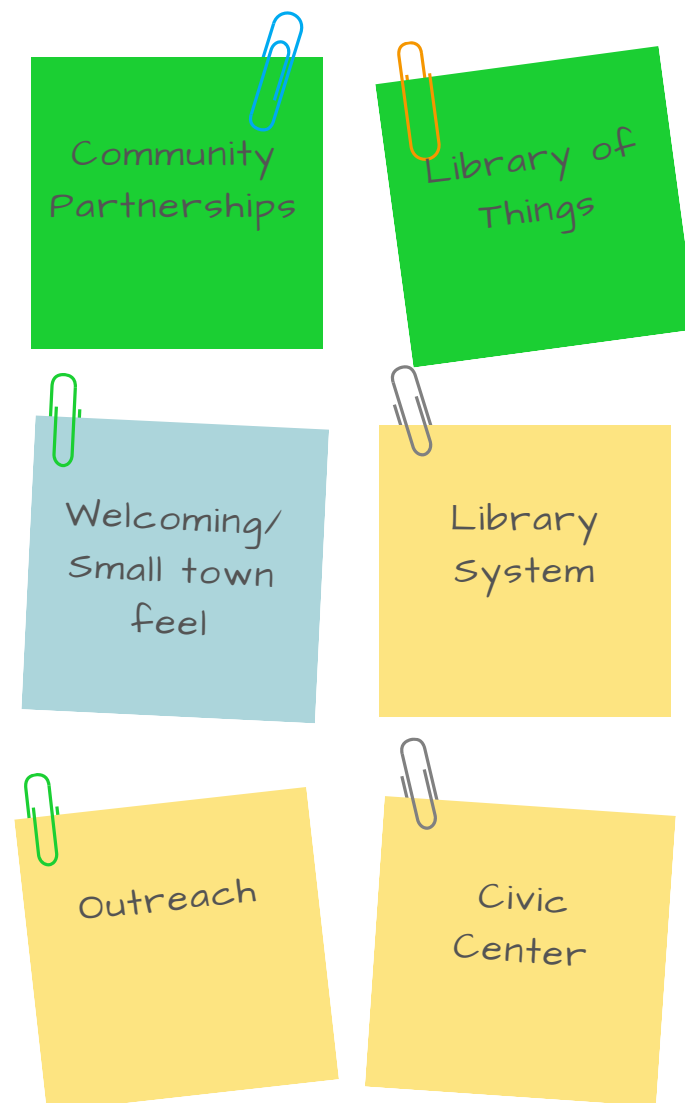 Community
Partnerships
Library of
Things
Welcoming/
Small town
feel
Library
System
Outreach
Civic
Center